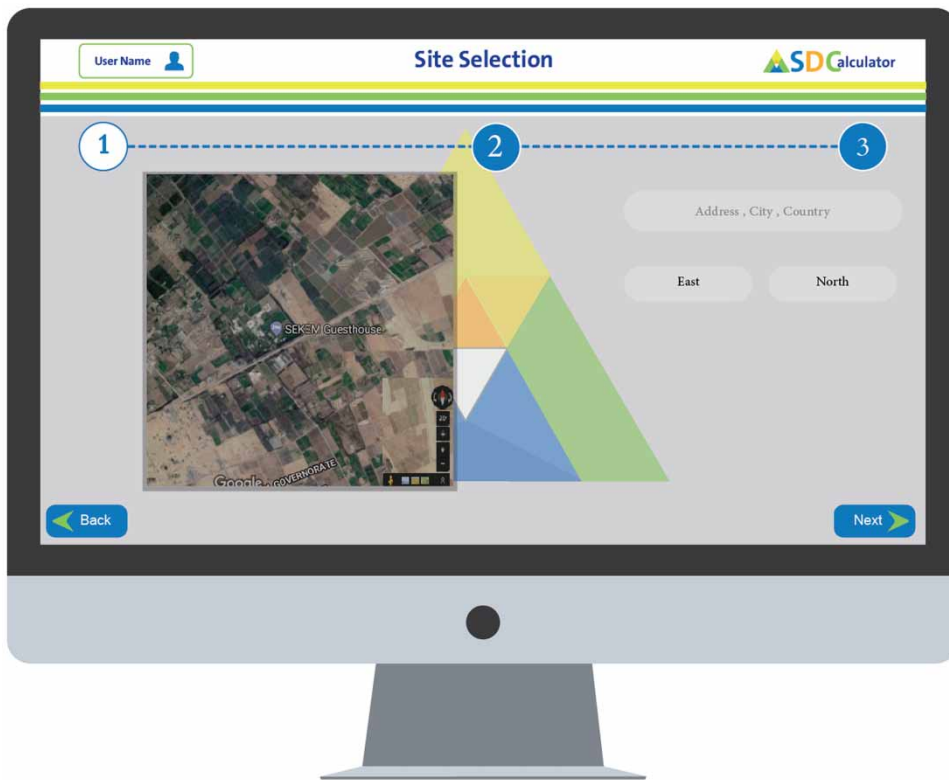 User Name
Site Selection
SDCalculator
1
2
3
Address , City , Country
East
North
SEKEM Guesthouse
2D
Google
GOVERNORATE
Back
Next